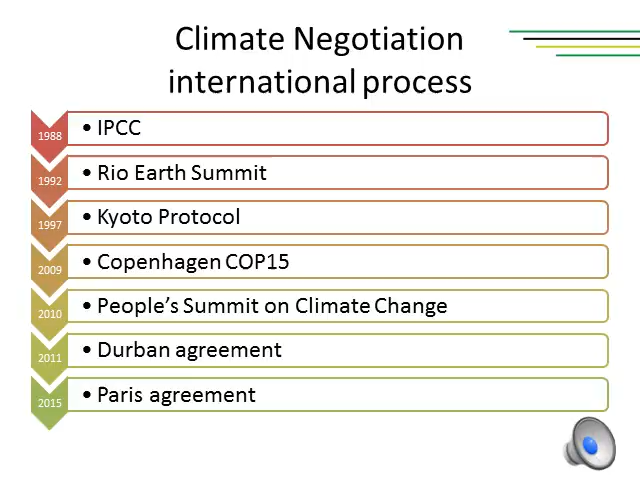 Climate Negotiation
international process
1988 • IPCC
1992 • Rio Earth Summit
1997 • Kyoto Protocol
2009 • Copenhagen COP15
2010 • People’s Summit on Climate Change
2011 • Durban agreement
2015 • Paris agreement